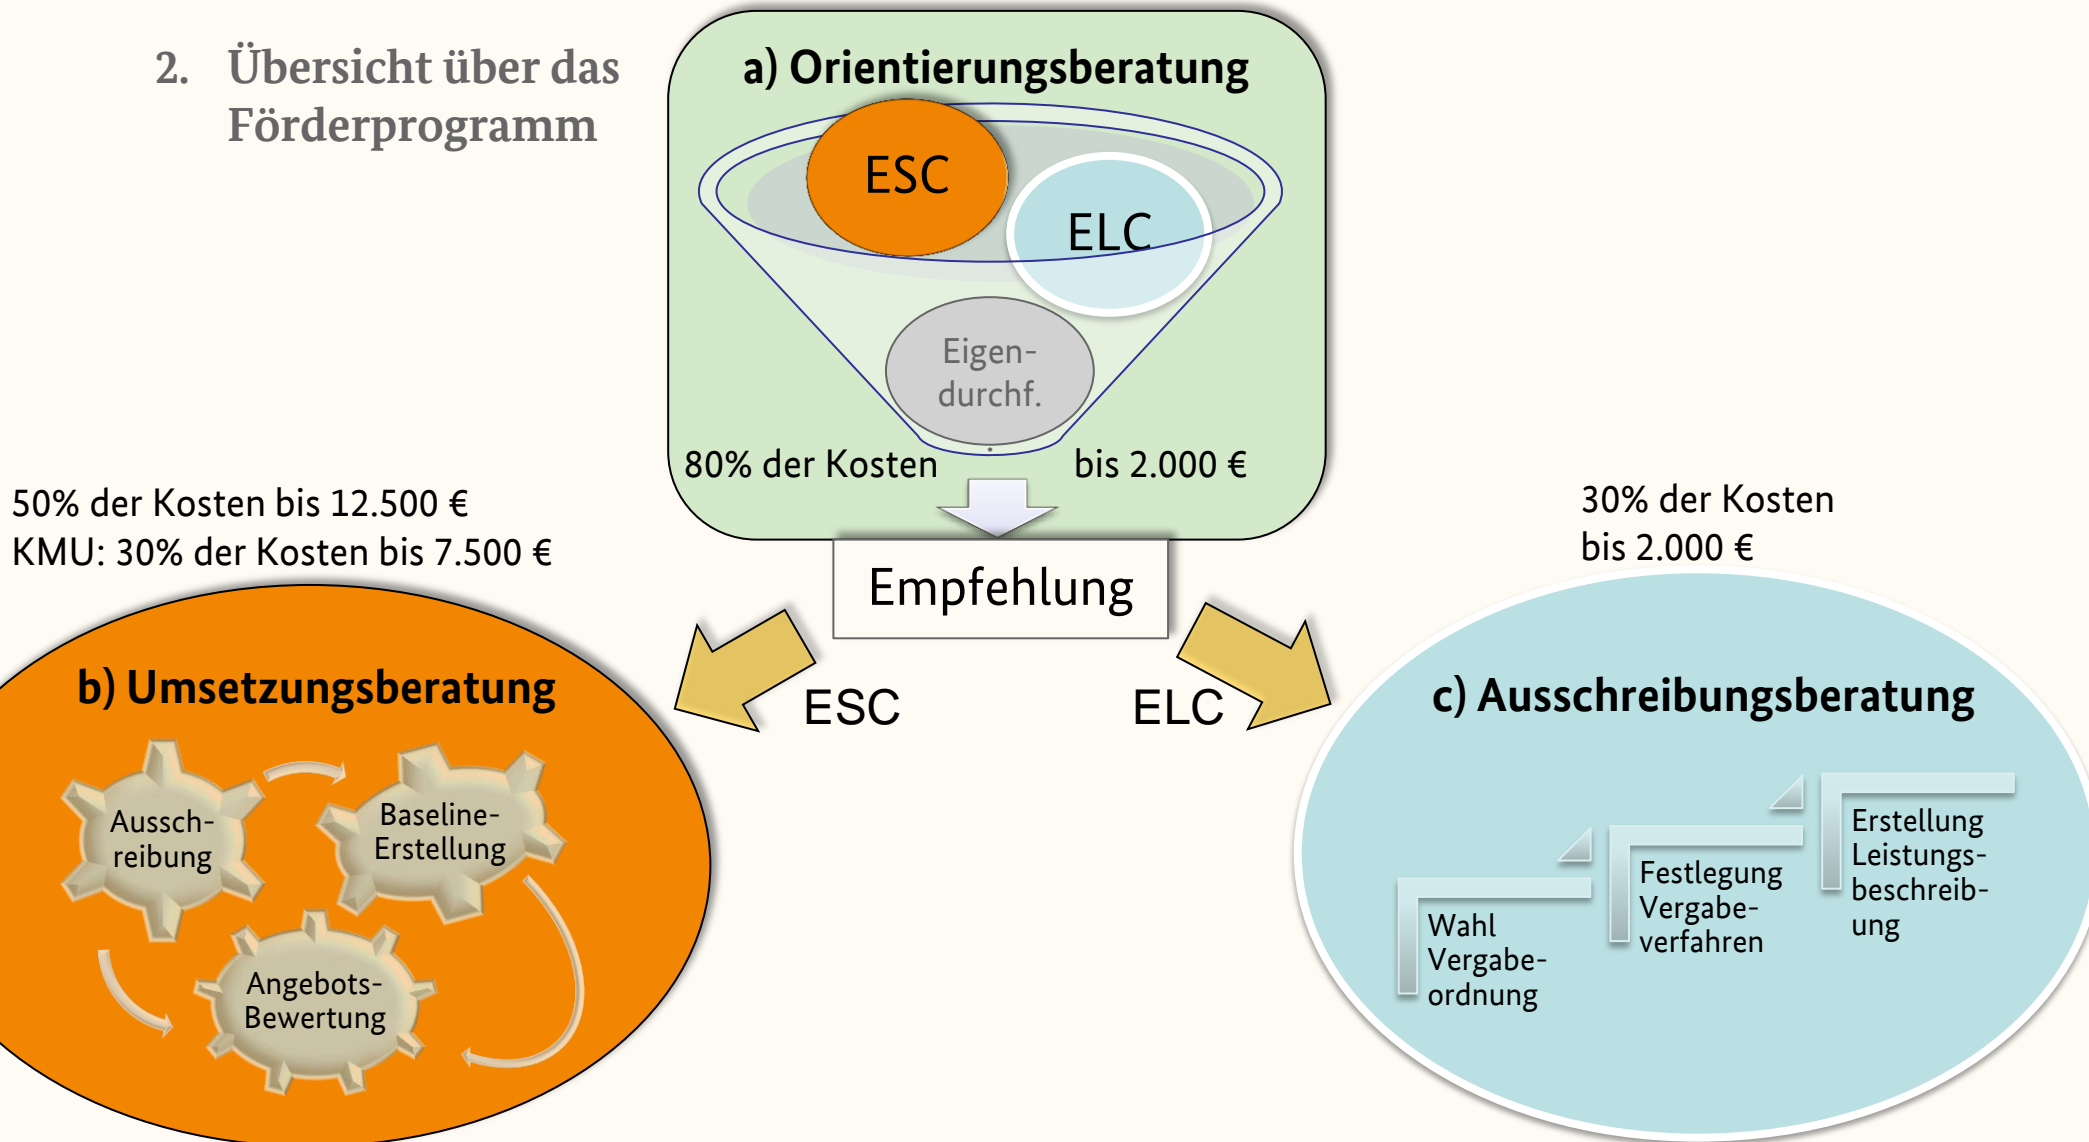 2. Übersicht über das
Förderprogramm
a) Orientierungsberatung
ESC
ELC
Eigen-
durchf.
80% der Kosten bis 2.000 €
Empfehlung
ESC
ELC
50% der Kosten bis 12.500 €
KMU: 30% der Kosten bis 7.500 €
b) Umsetzungsberatung
Aussch-
reibung
Baseline-
Erstellung
Angebots-
Bewertung
30% der Kosten
bis 2.000 €
c) Ausschreibungsberatung
Wahl
Vergabe-
ordnung
Festlegung
Vergabe-
verfahren
Erstellung
Leistungs-
beschreib-
ung